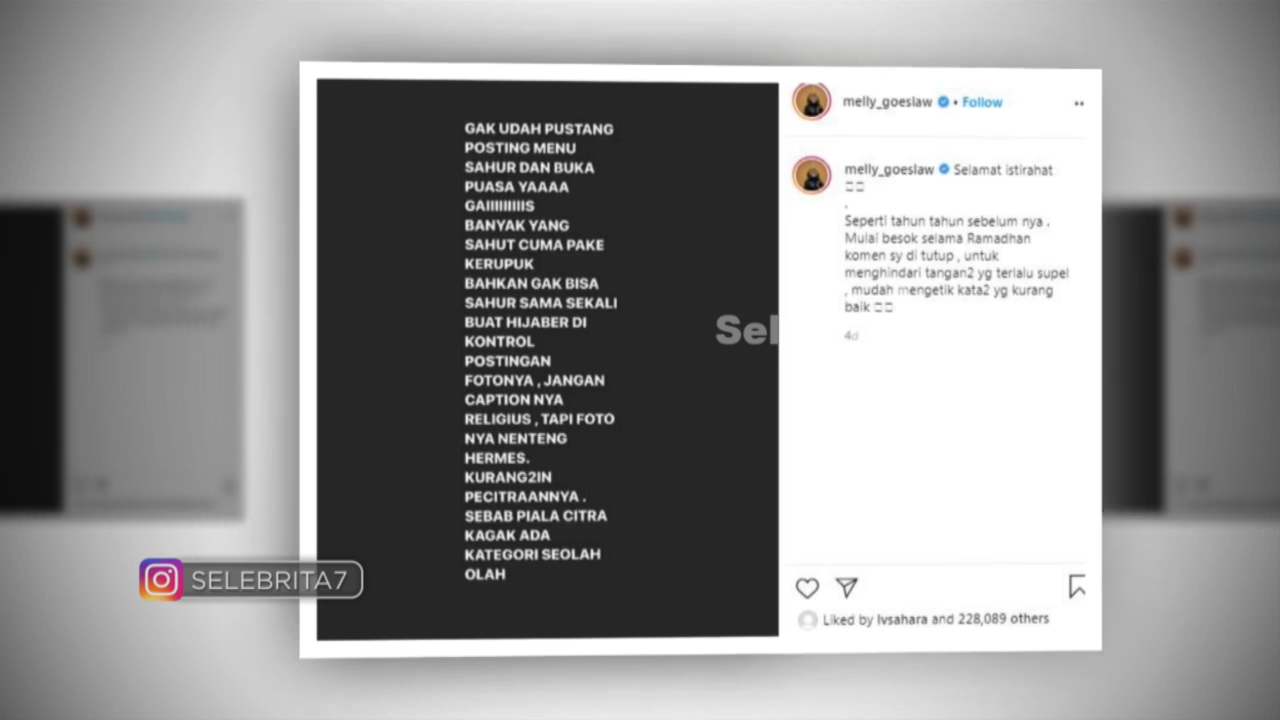 GAK UDAH PUSTANG
POSTING MENU
SAHUR DAN BUKA
PUASA YAAAA
GAIIIIIIIIIS
BANYAK YANG
SAHUT CUMA PAKE
KERUPUK
BAHKAN GAK BISA
SAHUR SAMA SEKALI
BUAT HIJABER DI
KONTROL
POSTINGAN
FOTONYA , JANGAN
CAPTION NYA
RELIGIUS , TAPI FOTO
NYA NENTENG
HERMES.
KURANG2IN
PECITRAANNYA .
SEBAB PIALA CITRA
KAGAK ADA
KATEGORI SEOLAH
OLAH
Sel
melly_goeslaw • Follow
melly_goeslaw Selamat istirahat
.
Seperti tahun tahun sebelum nya .
Mulai besok selama Ramadhan
komen sy di tutup , untuk
menghindari tangan2 yg terlalu supel
, mudah mengetik kata2 yg kurang
baik
4d
Liked by lvsahara and 228,089 others
SELEBRITA7